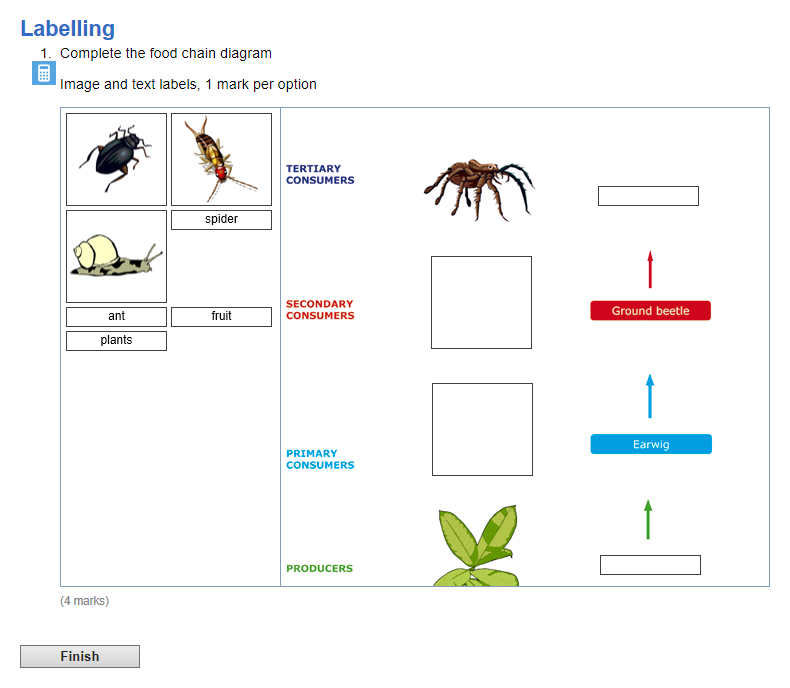 Labelling
1. Complete the food chain diagram
Image and text labels, 1 mark per option
spider
ant
fruit
plants
TERTIARY
CONSUMERS
SECONDARY
CONSUMERS
Ground beetle
PRIMARY
CONSUMERS
Earwig
PRODUCERS
(4 marks)
Finish